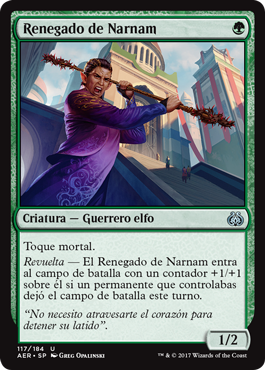 Renegado de Narnam
Criatura — Guerrero elfo
Toque mortal.
Revuelta — El Renegado de Narnam entra
al campo de batalla con un contador +1/+1
sobre él si un permanente que controlabas
dejó el campo de batalla este turno.
“No necesito atravesarte el corazón para
detener su latido”.
1/2
117/184 U
AER • SP Greg Opalinski
™ & © 2017 Wizards of the Coast